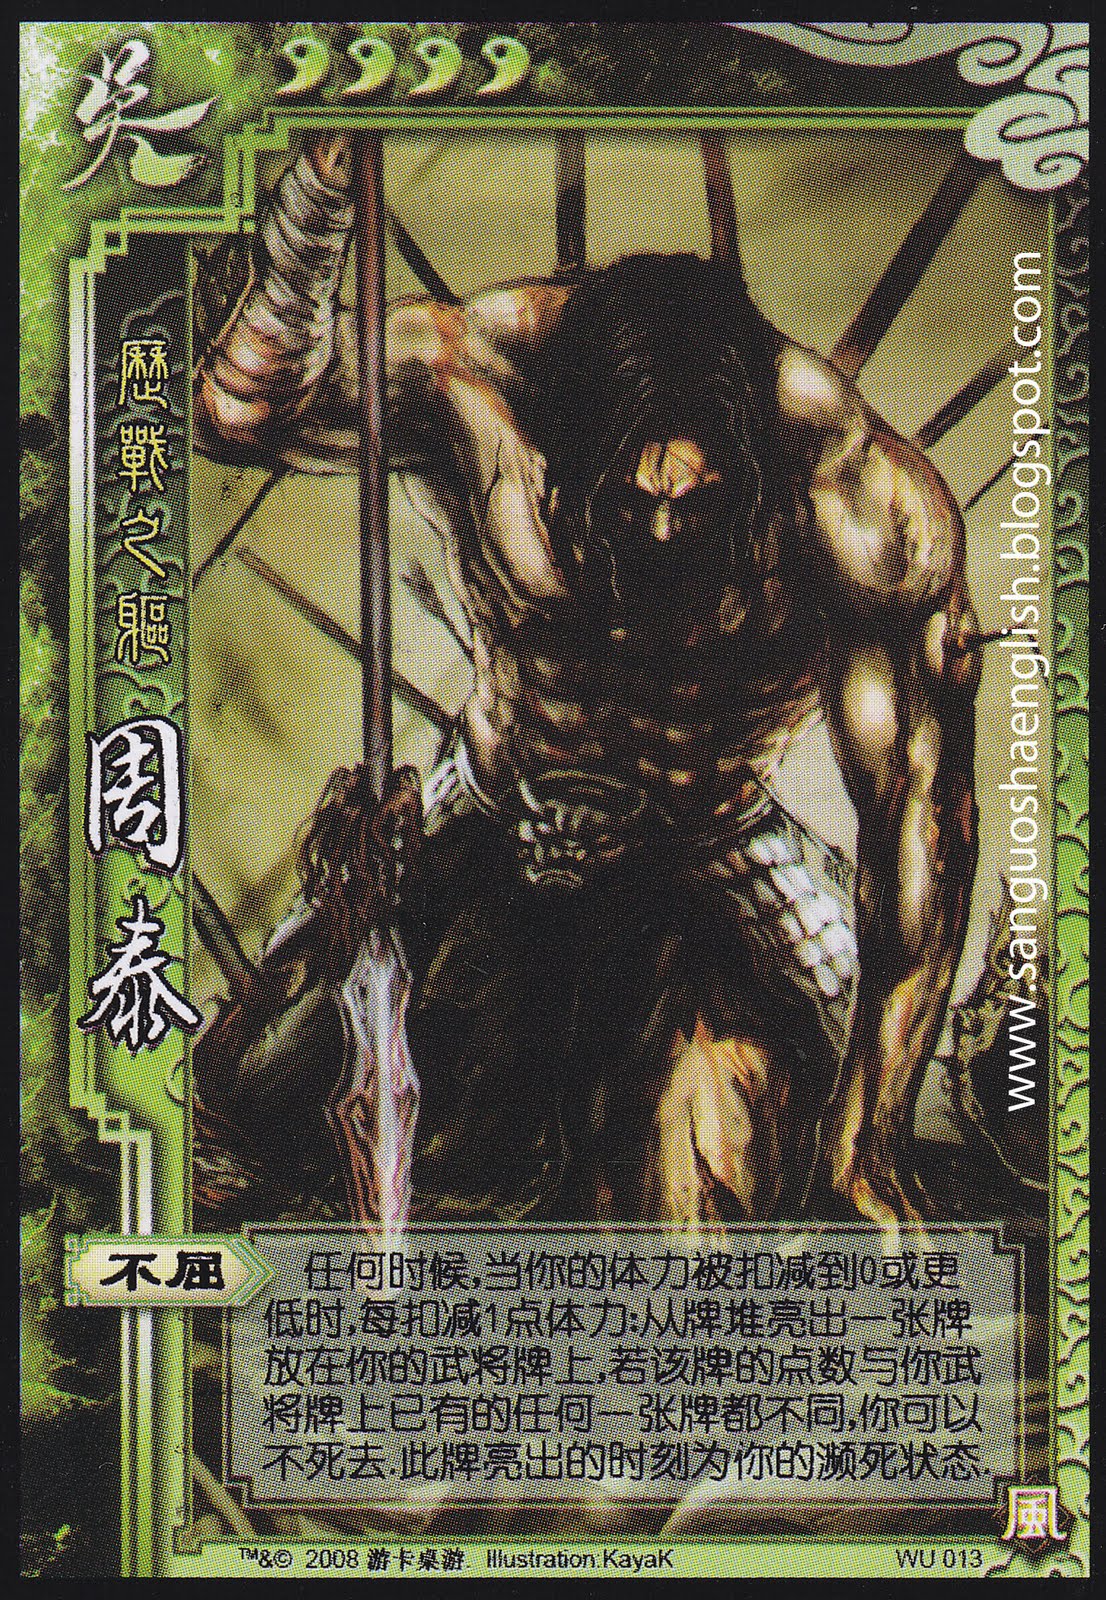 吴
歷戰之軀
周泰
www.sanguoshaenglish.blogspot.com
不屈
任何时候,当你的体力被扣减到0或更
低时,每扣减1点体力:从牌堆亮出一张牌
放在你的武将牌上,若该牌的点数与你武
将牌上已有的任何一张牌都不同,你可以
不死去.此牌亮出的时刻为你的濒死状态.
風
™&© 2008 游卡桌游. Illustration:KayaK
WU 013